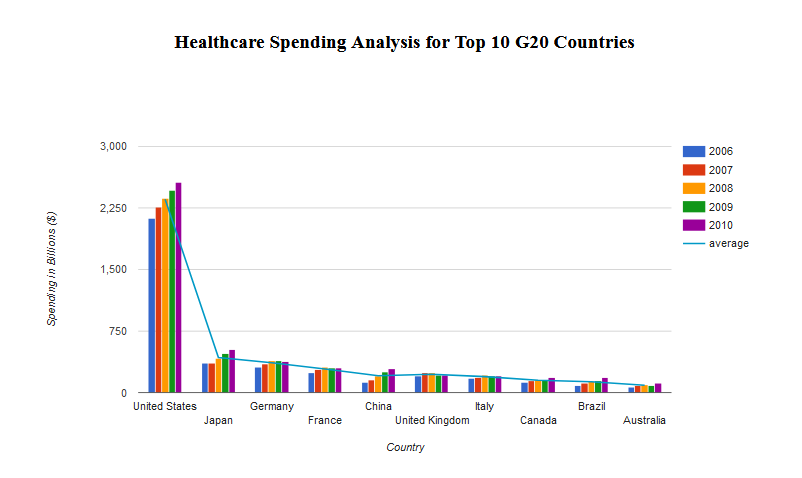 Healthcare Spending Analysis for Top 10 G20 Countries
3,000
2,250
1,500
750
0
Spending in Billions ($)
2006
2007
2008
2009
2010
average
United States
Japan
Germany
France
China
United Kingdom
Italy
Canada
Brazil
Australia
Country